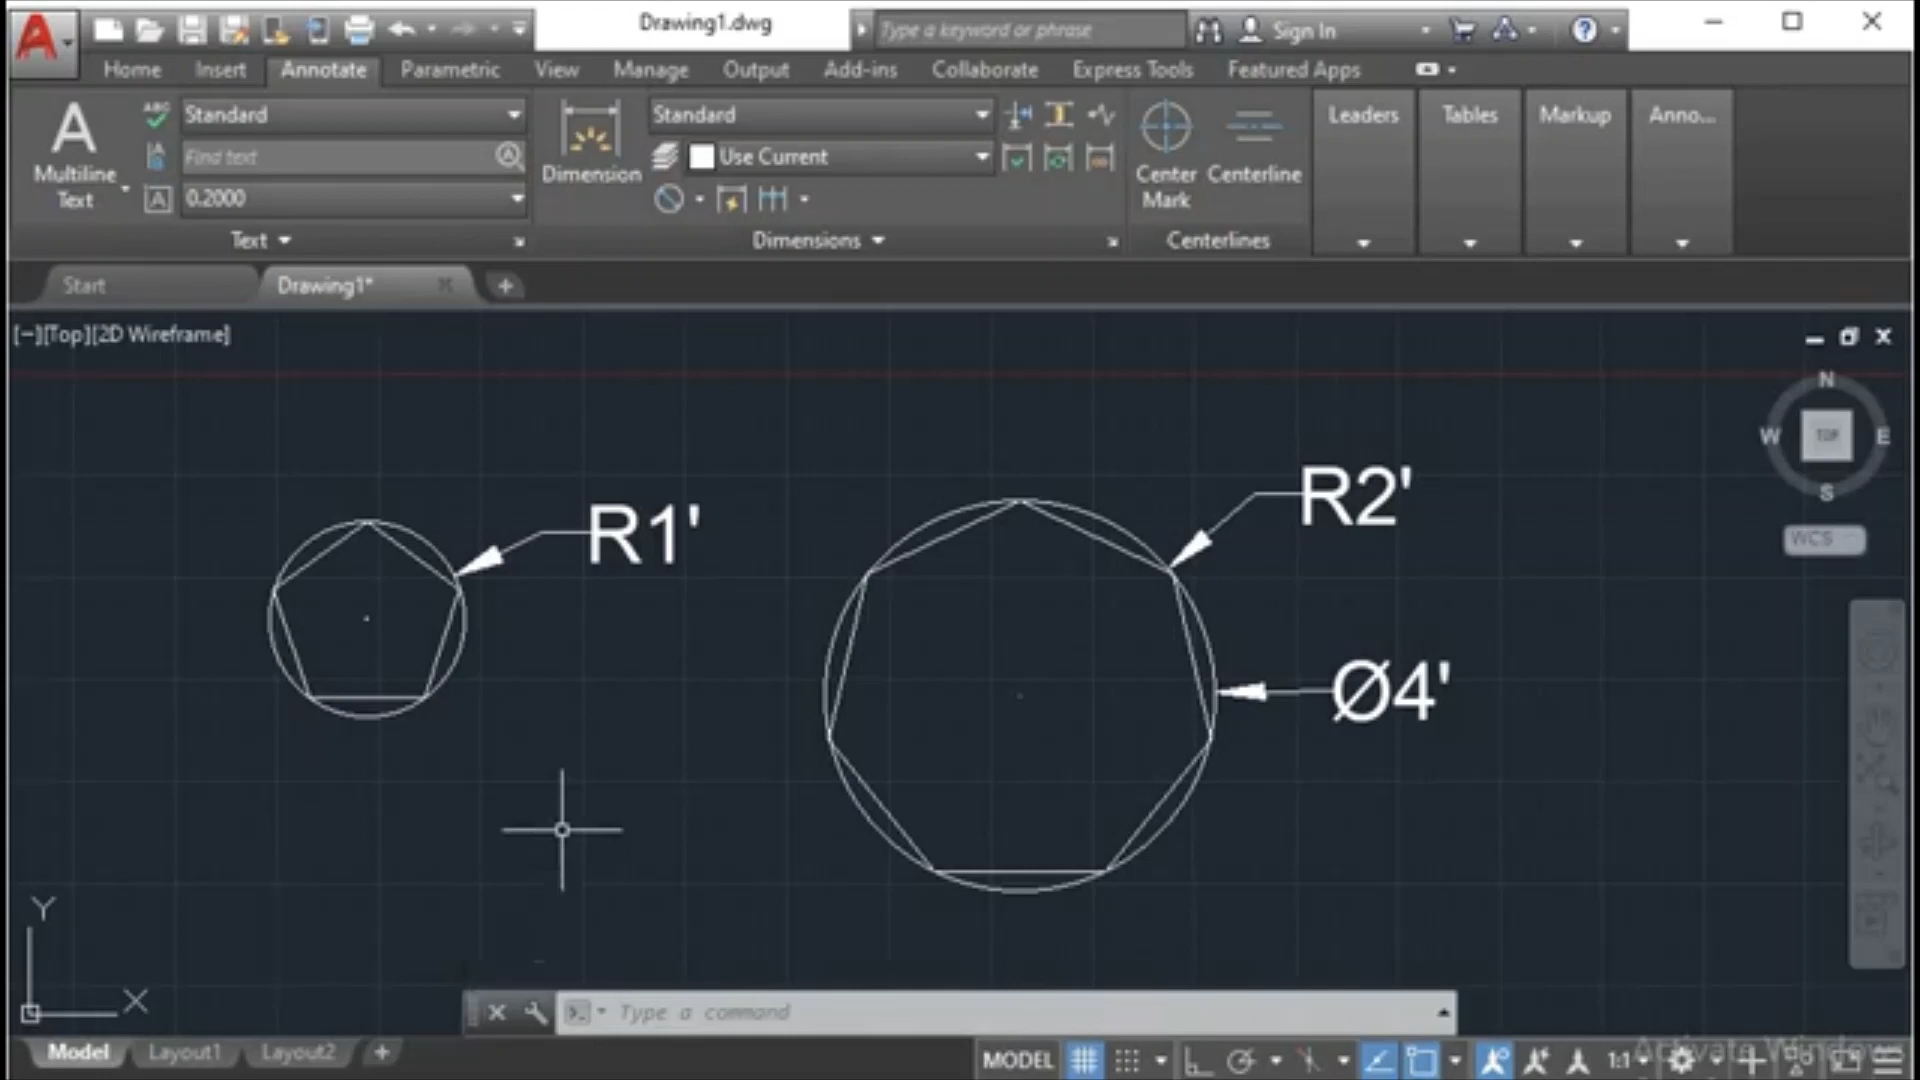 Drawing1.dwg
Type a keyword or phrase
Sign In
Home Insert Annotate Parametric View Manage Output Add-ins Collaborate Express Tools Featured Apps
A
Multiline Text
ABC
Standard
Find text
0.2000
Text
Dimension
Standard
Use Current
Dimensions
Center Mark
Centerline
Centerlines
Leaders
Tables
Markup
Anno...
Start
Drawing1*
[−][Top][2D Wireframe]
N
W
TOP
E
S
WCS
R1'
R2'
Ø4'
Y
X
Type a command
Model Layout1 Layout2
MODEL
1:1
Activate Windows